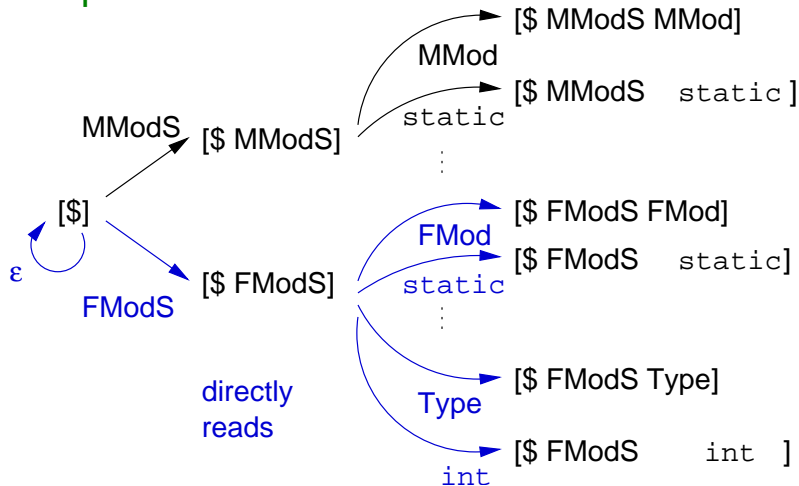 [$ MModS MMod]
MMod
[$ MModS static]
static
MModS
[$ MModS]
⋮
[$]
[$ FModS FMod]
FMod
[$ FModS static]
ε
[$ FModS]
static
FModS
⋮
directly
reads
[$ FModS Type]
Type
[$ FModS int ]
int